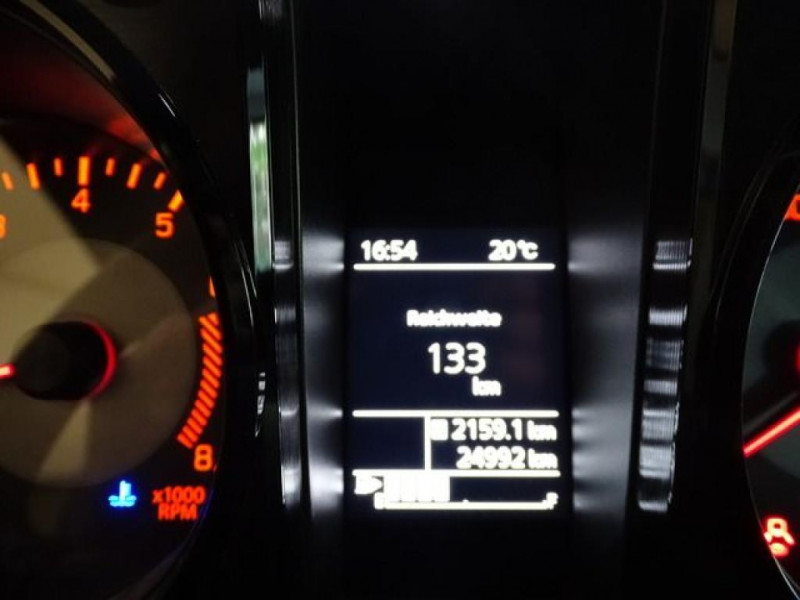 4
5
8
x1000
RPM
16:54 20°C
Reichweite
133
km
2159.1 km
24992 km